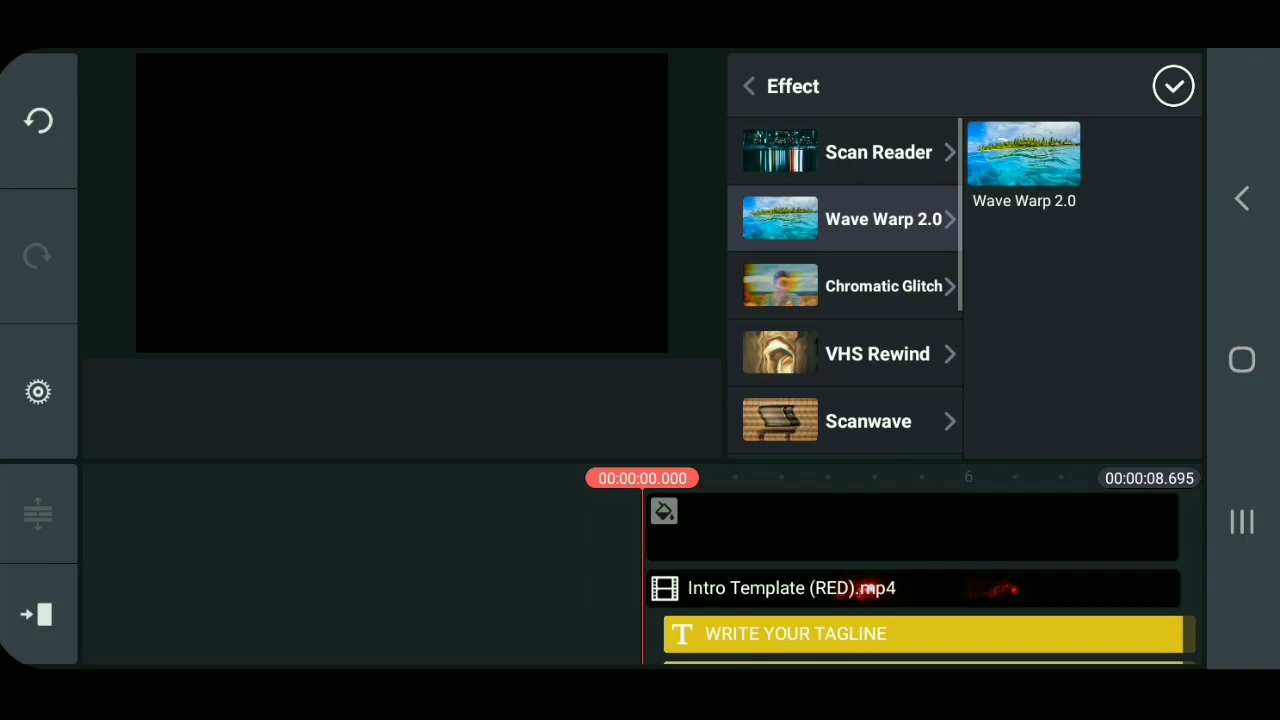 Effect
Scan Reader
Wave Warp 2.0
Wave Warp 2.0
Chromatic Glitch
VHS Rewind
Scanwave
00:00:00.000
6
00:00:08.695
Intro Template (RED).mp4
T WRITE YOUR TAGLINE